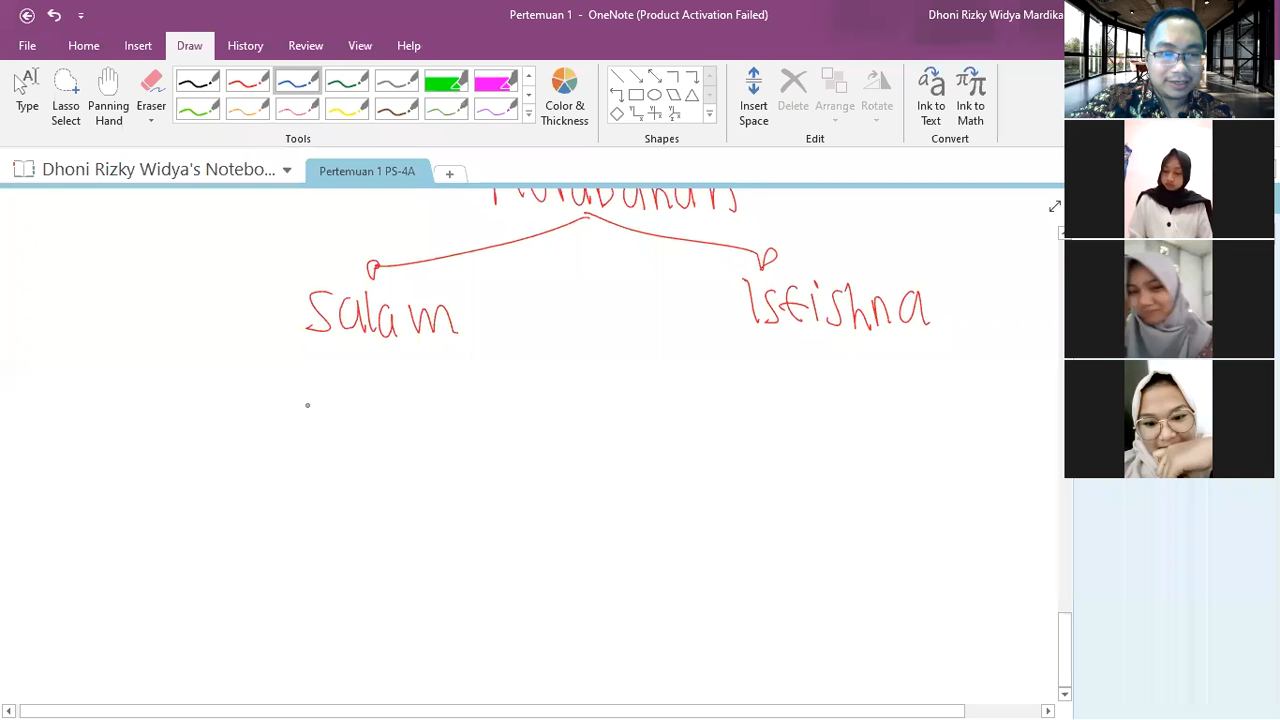 Pertemuan 1 - OneNote (Product Activation Failed)
Dhoni Rizky Widya Mardika
File Home Insert Draw History Review View Help
Type
Lasso Select
Panning Hand
Eraser
Color & Thickness
Insert Space
Delete
Arrange
Rotate
Ink to Text
Ink to Math
Tools
Shapes
Edit
Convert
Dhoni Rizky Widya's Notebo...
Pertemuan 1 PS-4A
Salam
Istishna